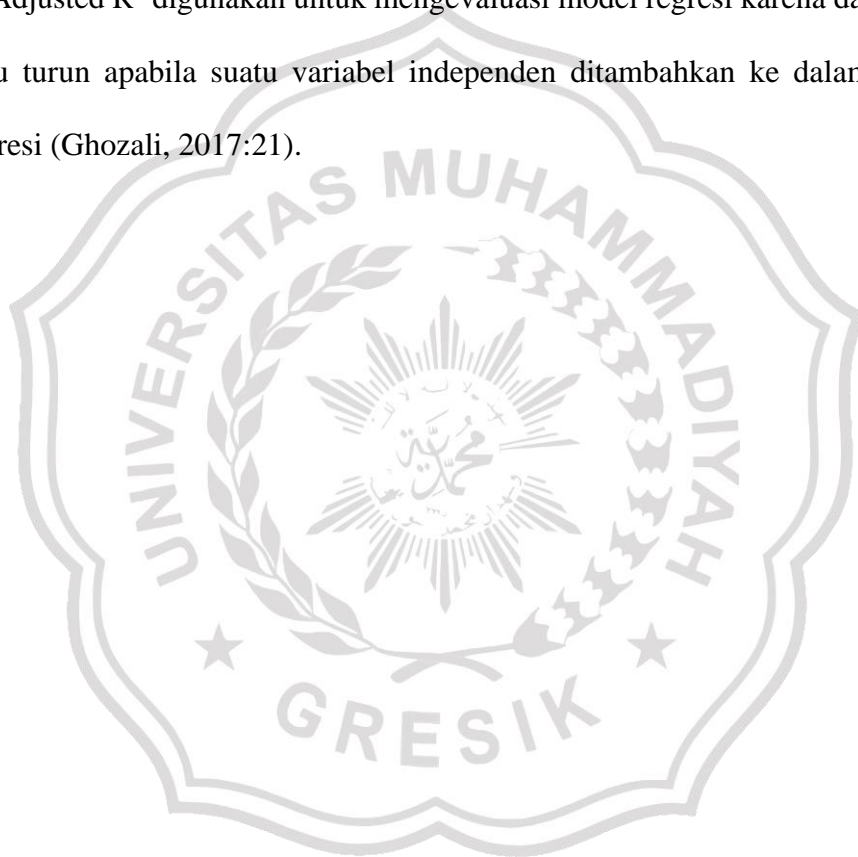 Adjusted R² digunakan untuk mengevaluasi model regresi karena da
u turun apabila suatu variabel independen ditambahkan ke dalam
resi (Ghozali, 2017:21).
UNIVERSITAS MUHAMMADIYAH
GRESIK